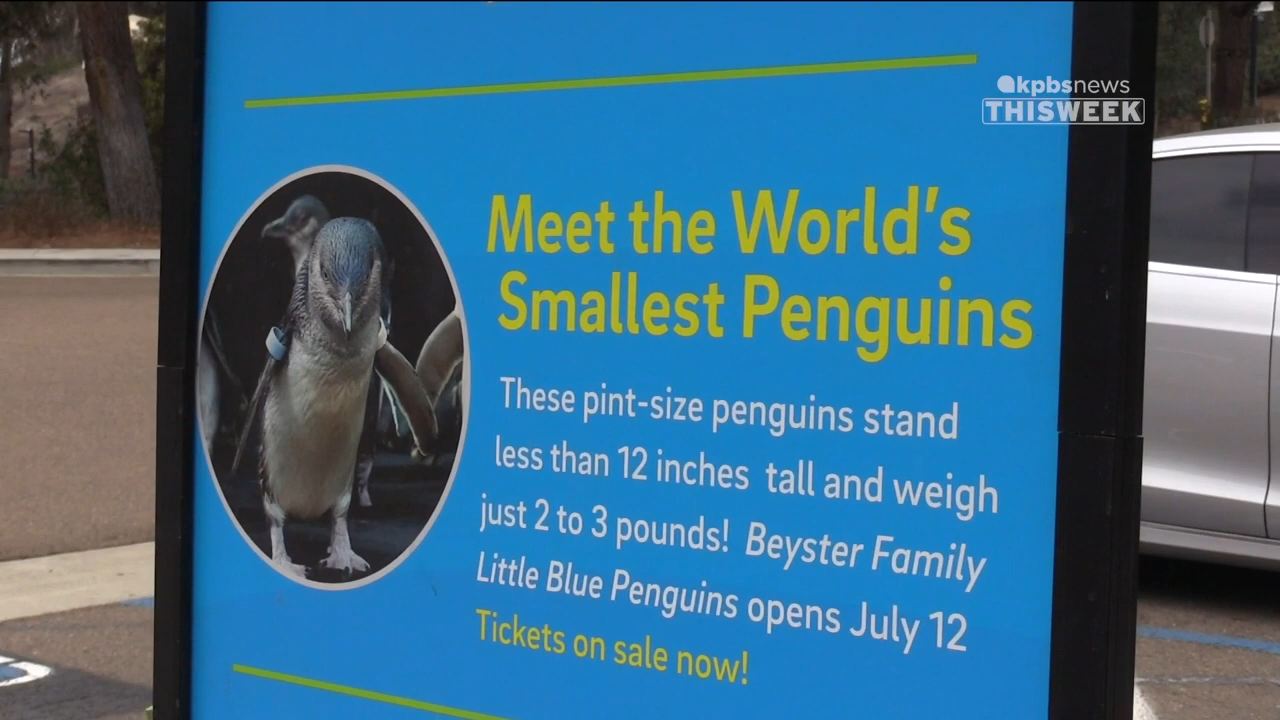 kpbsnews
THISWEEK
Meet the World's
Smallest Penguins
These pint-size penguins stand
less than 12 inches tall and weigh
just 2 to 3 pounds! Beyster Family
Little Blue Penguins opens July 12
Tickets on sale now!